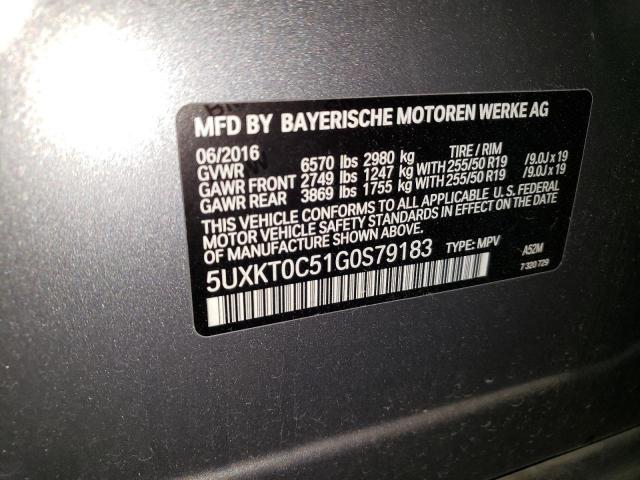 MFD BY BAYERISCHE MOTOREN WERKE AG
06/2016 TIRE / RIM
GVWR 6570 lbs 2980 kg
GAWR FRONT 2749 lbs 1247 kg WITH 255/50 R19 /9.0J x 19
GAWR REAR 3869 lbs 1755 kg WITH 255/50 R19 /9.0J x 19
THIS VEHICLE CONFORMS TO ALL APPLICABLE U.S. FEDERAL
MOTOR VEHICLE SAFETY STANDARDS IN EFFECT ON THE
DATE OF MANUFACTURE SHOWN ABOVE.
5UXKT0C51G0S79183 TYPE: MPV A52M
7 320 729